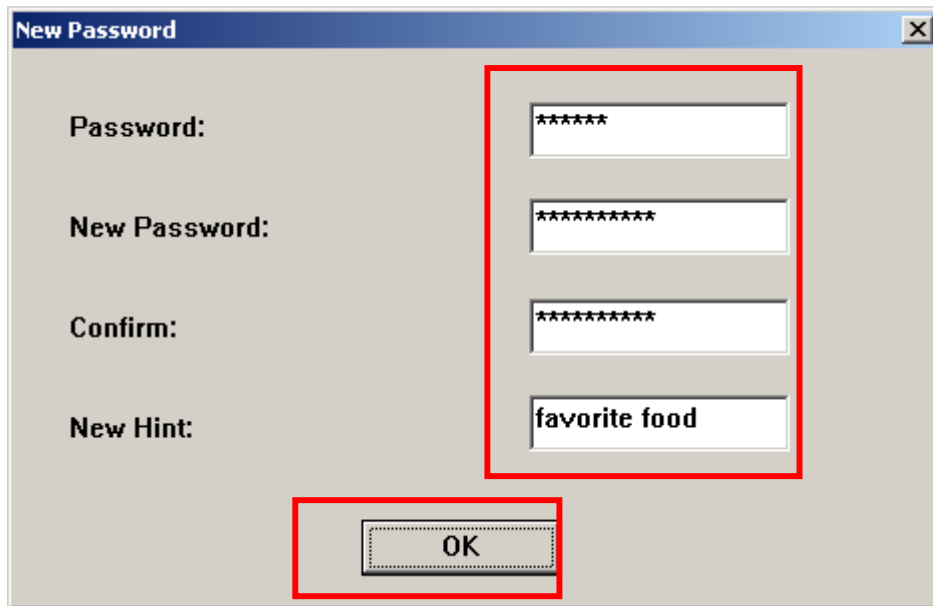 New Password
Password: ******
New Password: **********
Confirm: **********
New Hint: favorite food
OK